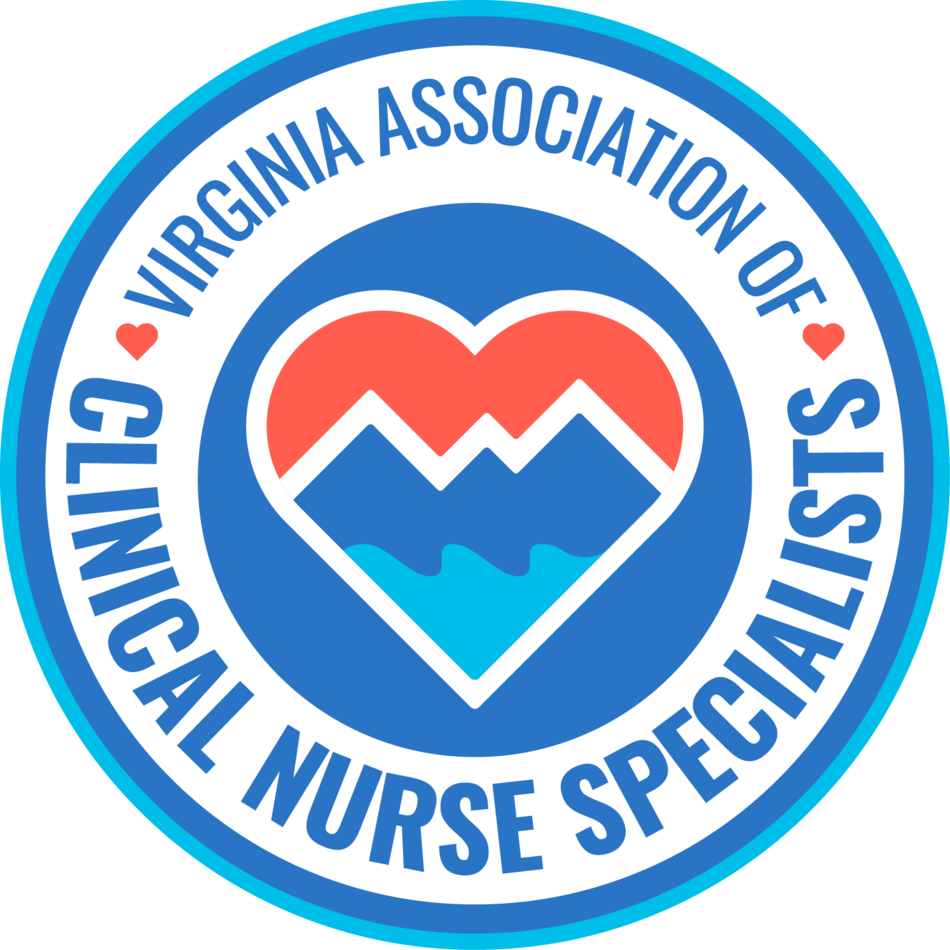 VIRGINIA ASSOCIATION OF
CLINICAL NURSE SPECIALISTS